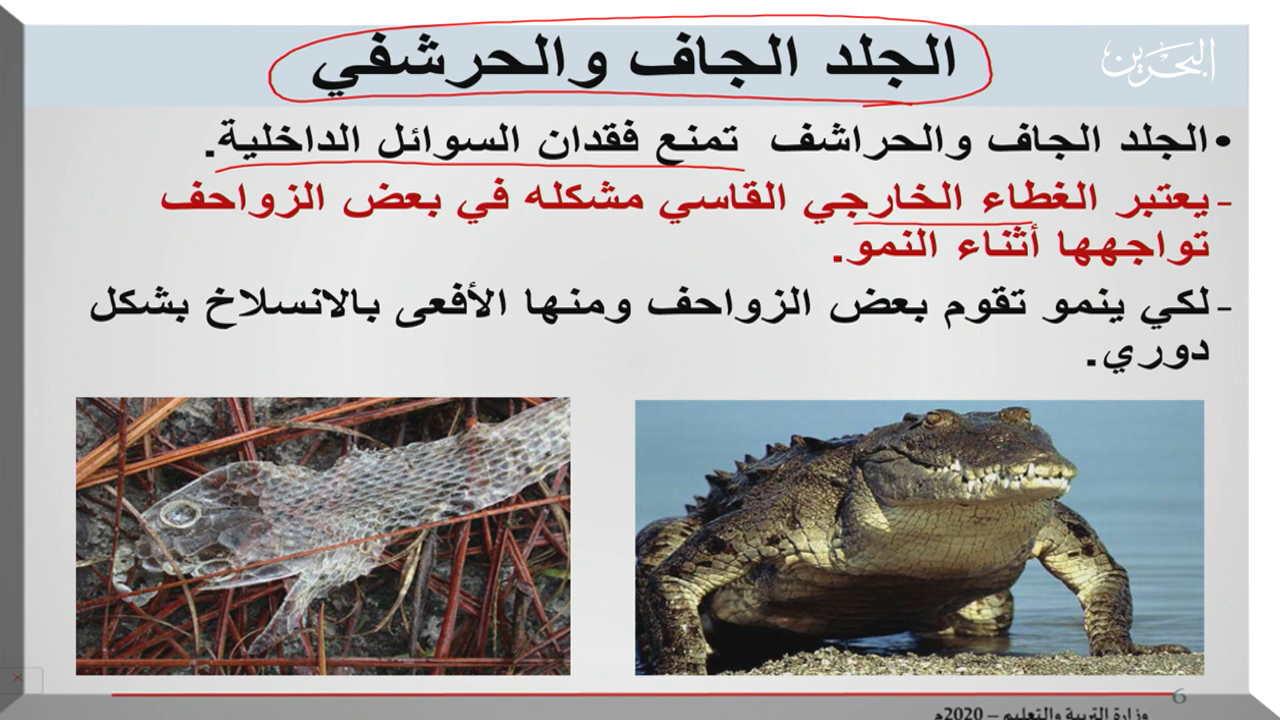 الجلد الجاف والحرشفي
البحرين
•الجلد الجاف والحراشف تمنع فقدان السوائل الداخلية.
-يعتبر الغطاء الخارجي القاسي مشكله في بعض الزواحف
تواجهها أثناء النمو.
-لكي ينمو تقوم بعض الزواحف ومنها الأفعى بالانسلاخ بشكل
دوري.
6
وزارة التربية والتعليم – 2020م